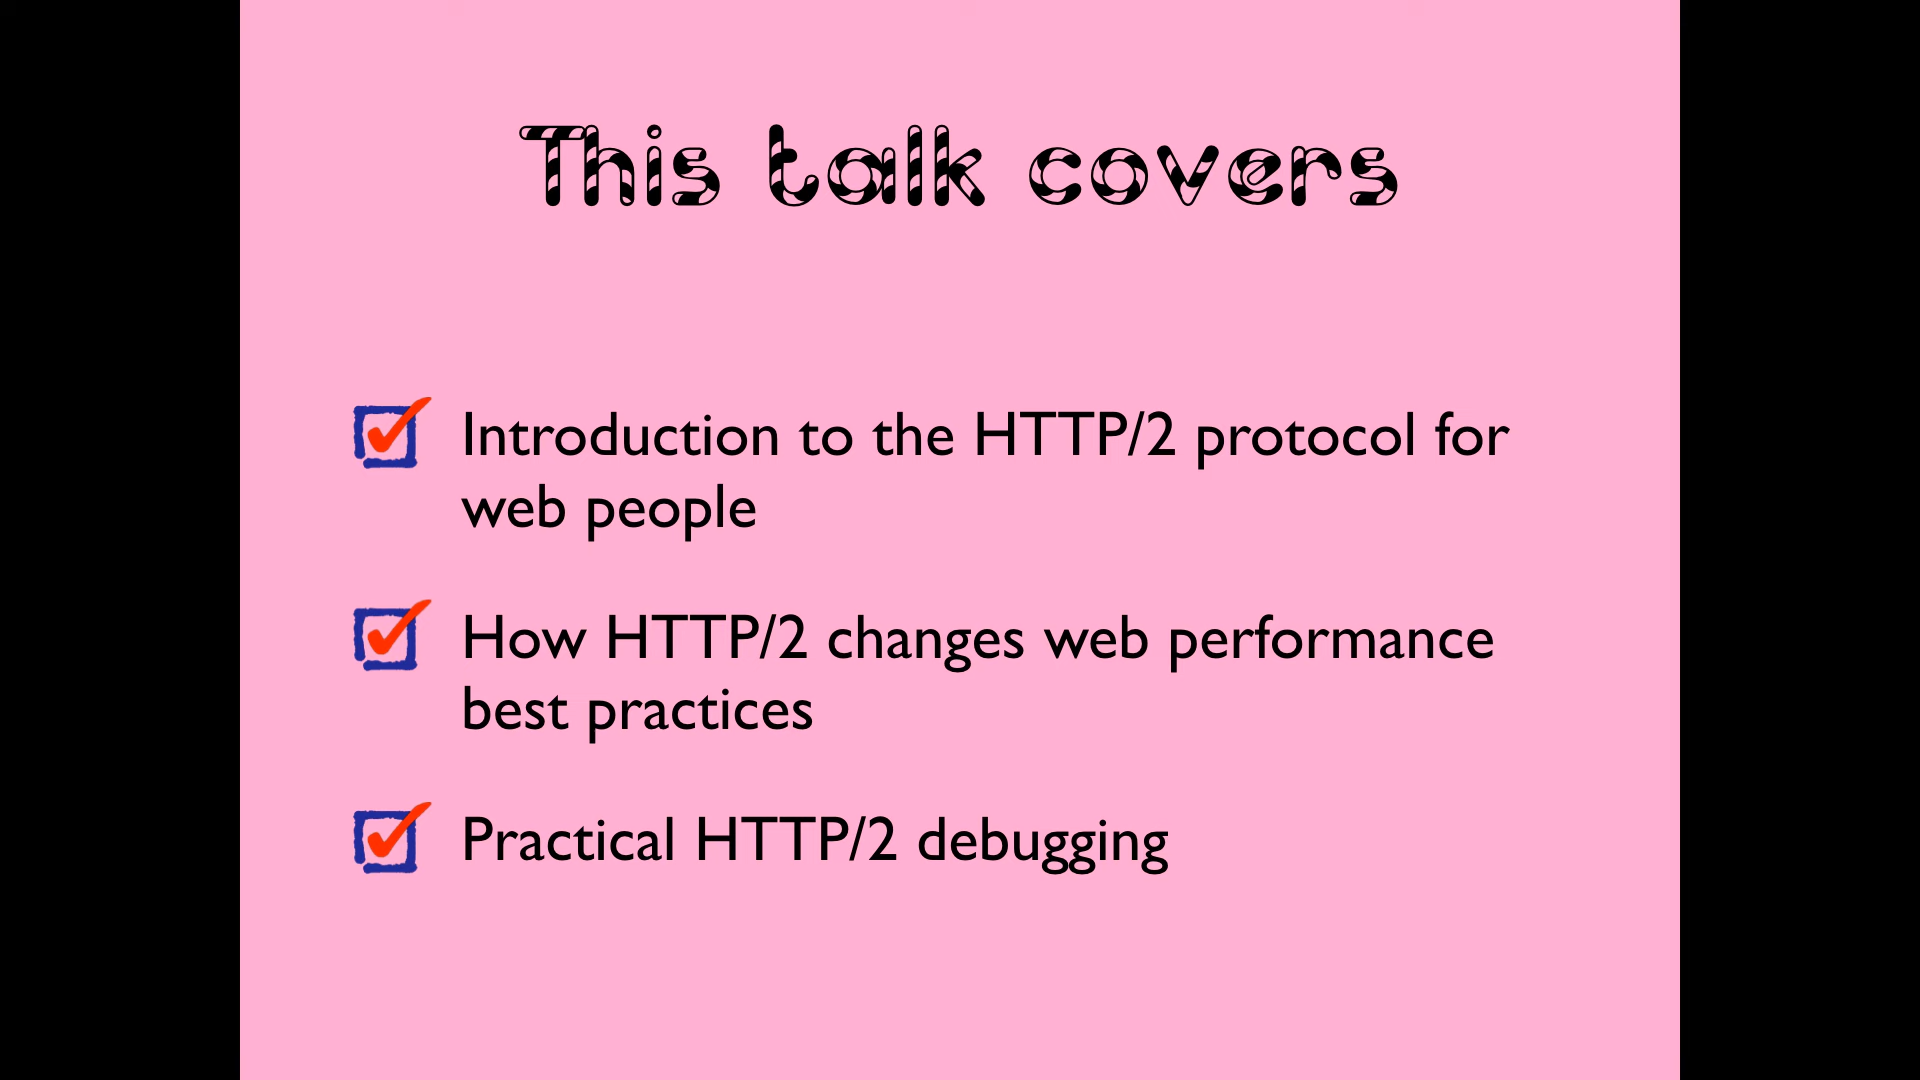 This talk covers
Introduction to the HTTP/2 protocol for
web people
How HTTP/2 changes web performance
best practices
Practical HTTP/2 debugging